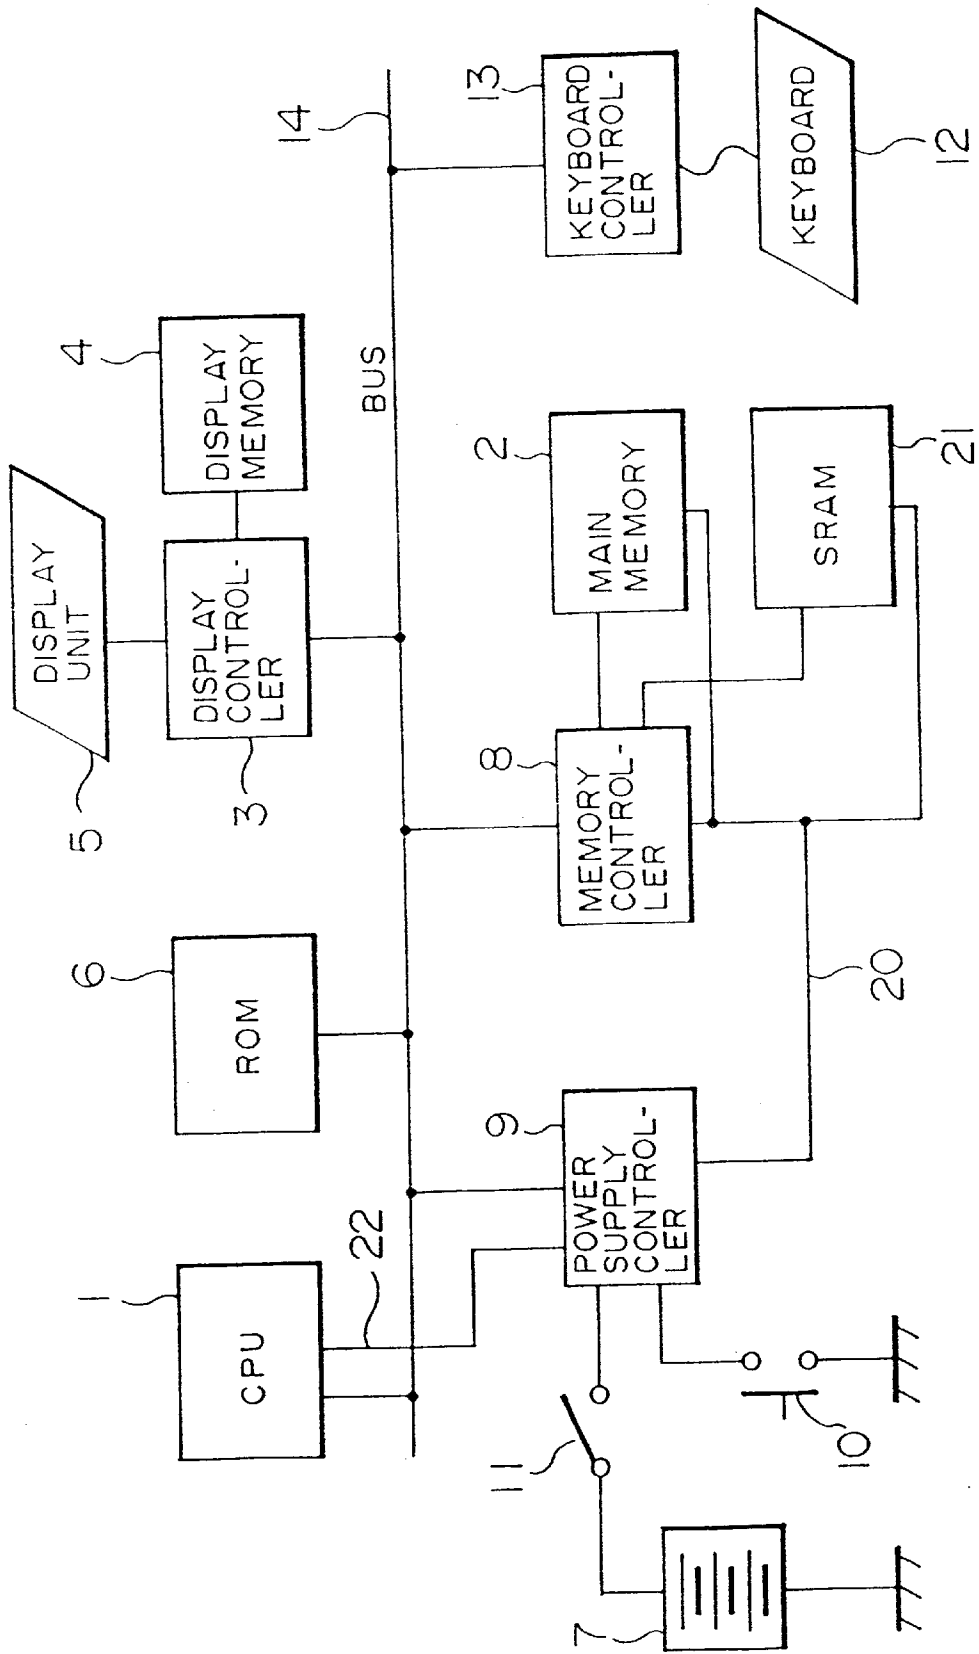 5
DISPLAY
UNIT
4
1
CPU
6
ROM
DISPLAY
CONTROL-
LER
3
DISPLAY
MEMORY
22
BUS
14
11
9
POWER
SUPPLY
CONTROL-
LER
8
MEMORY
CONTROL-
LER
2
MAIN
MEMORY
13
KEYBOARD
CONTROL-
LER
7
10
20
SRAM
21
KEYBOARD
12